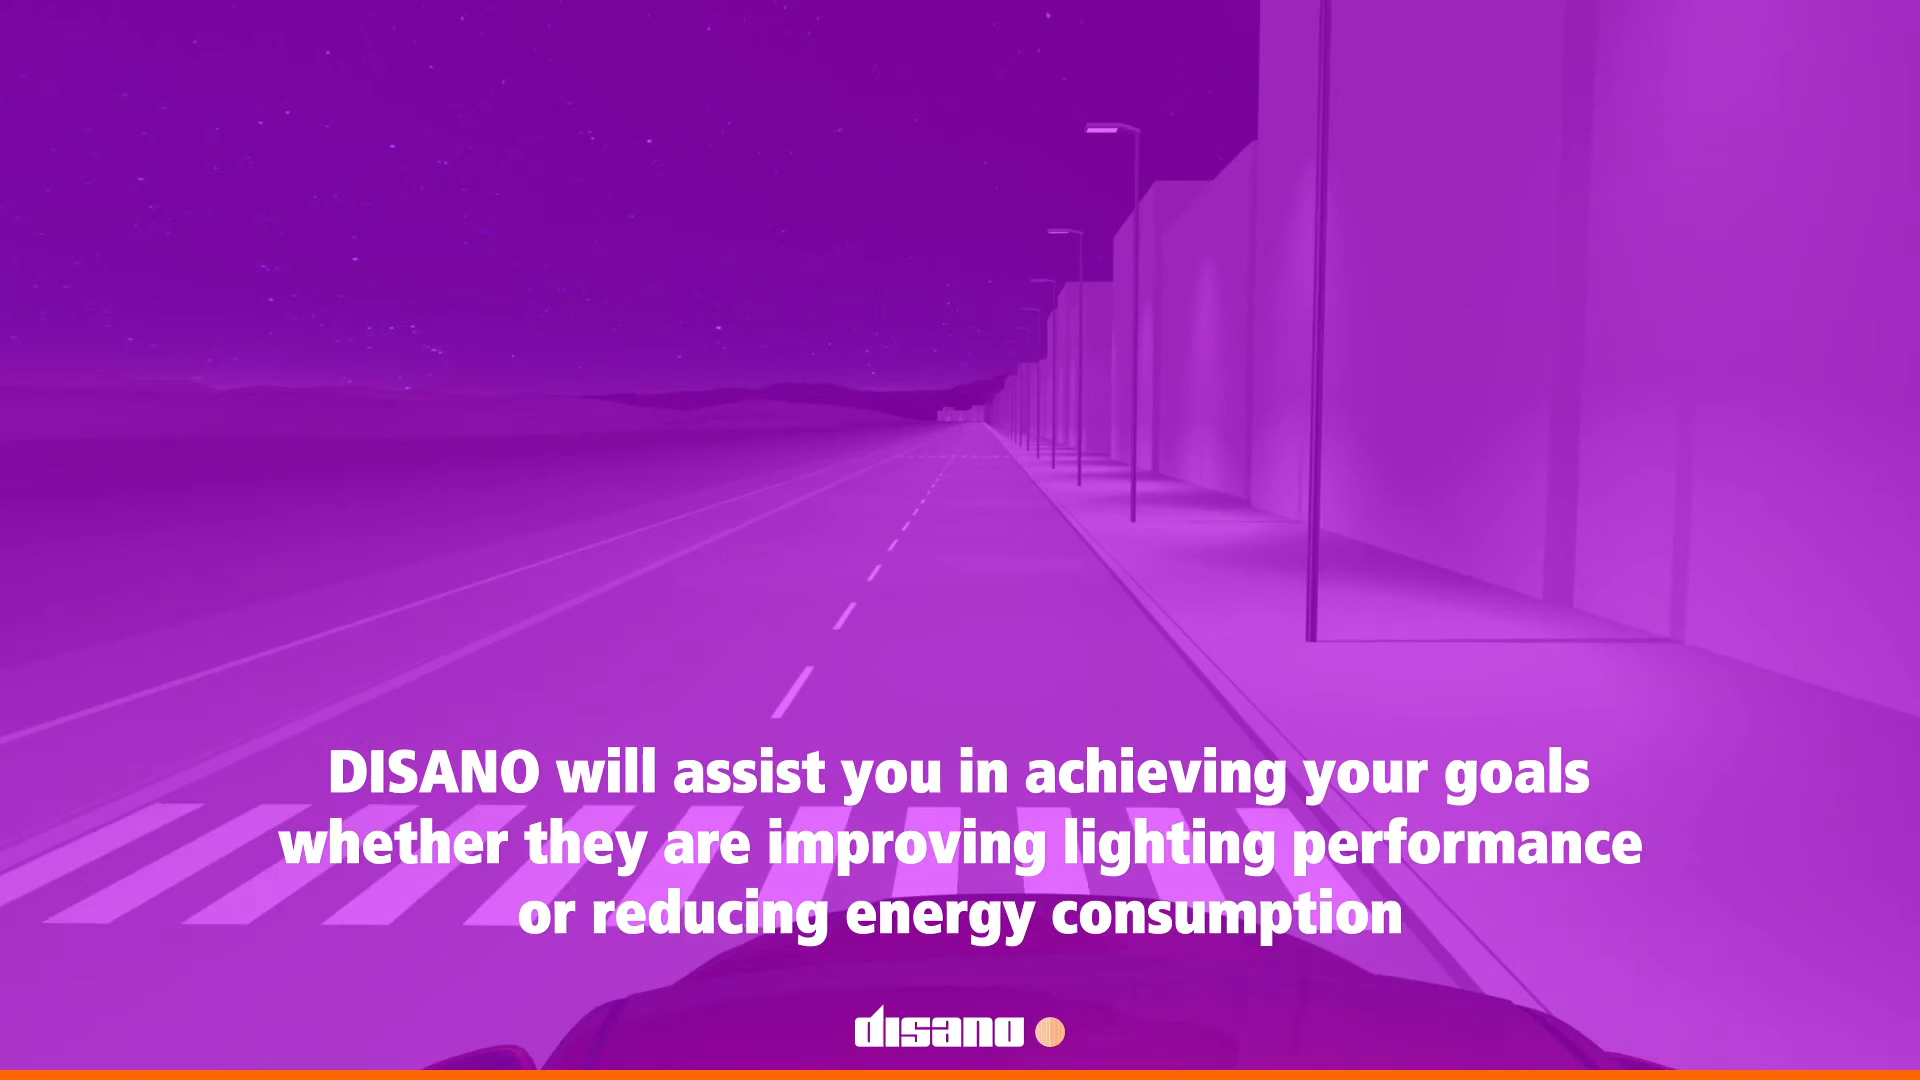 DISANO will assist you in achieving your goals
whether they are improving lighting performance
or reducing energy consumption
disano